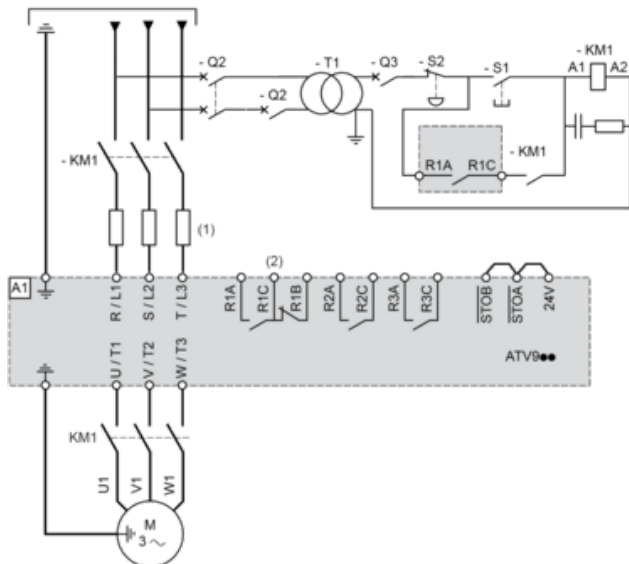 - Q2
- T1
- Q3
- S2
- S1
- KM1
A1
A2
- Q2
- KM1
R1A
R1C
- KM1
(1)
(2)
A1
R / L1
S / L2
T / L3
R1A
R1C
R1B
R2A
R2C
R3A
R3C
STOB
STOA
24V
U / T1
V / T2
W / T3
ATV9●●
KM1
U1
V1
W1
M
3 ~